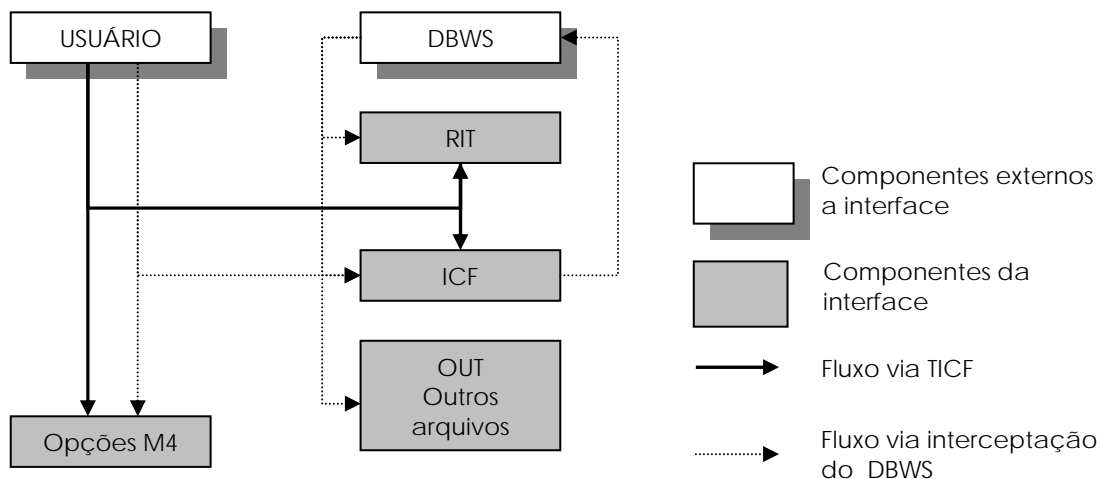 USUÁRIO
DBWS
RIT
ICF
OUT
Outros
arquivos
Opções M4
Componentes externos
a interface
Componentes da
interface
Fluxo via TICF
Fluxo via interceptação
do DBWS